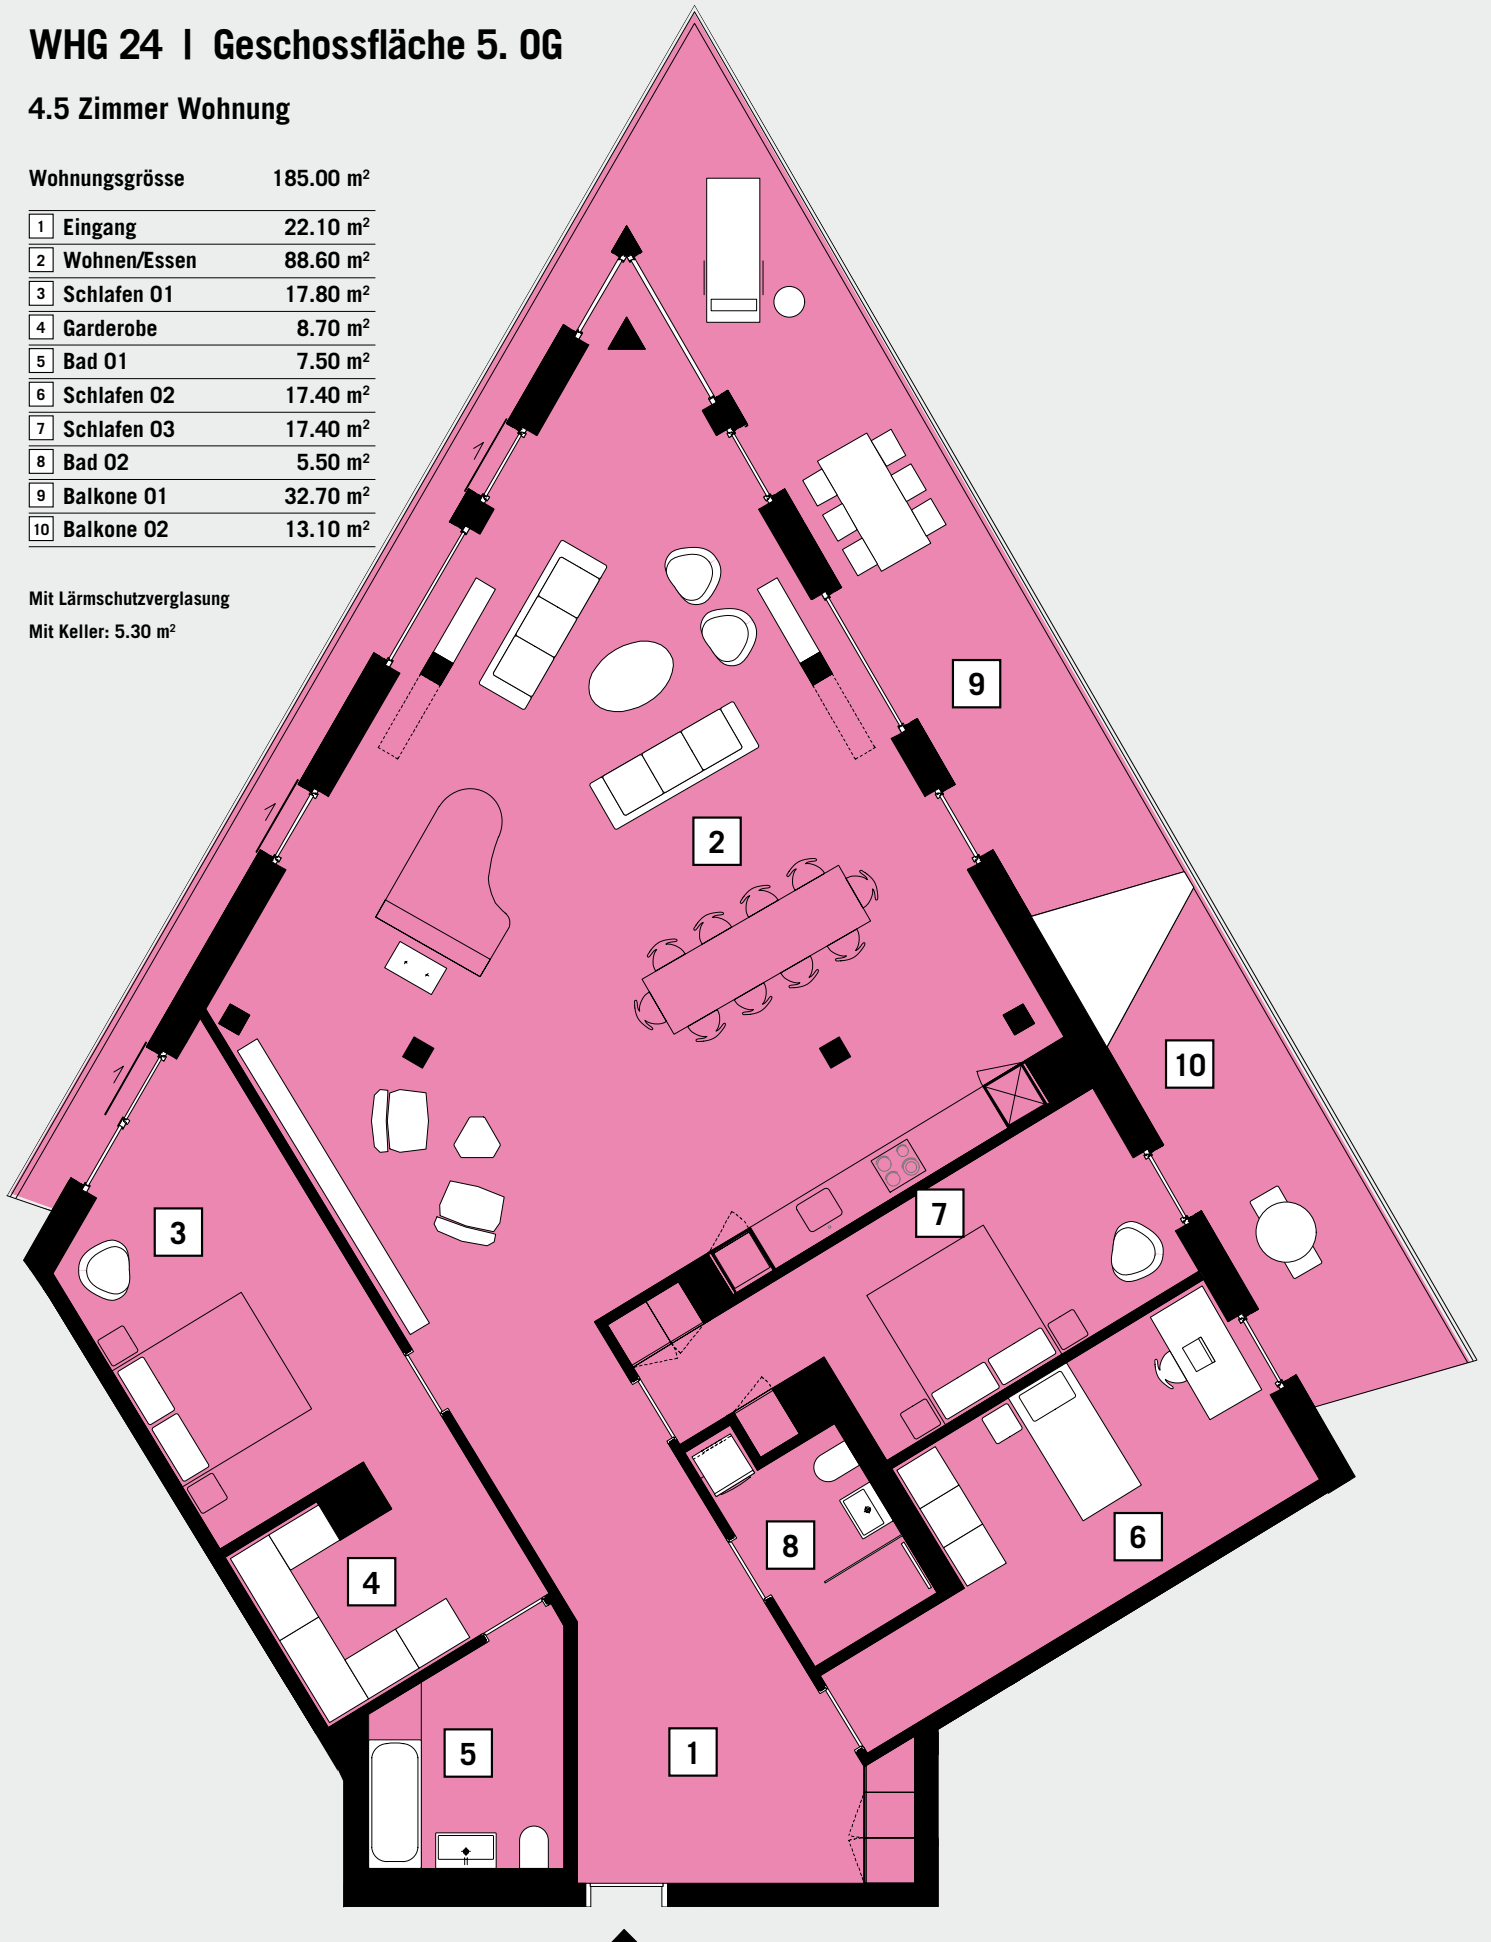 WHG 24 | Geschossfläche 5. OG
4.5 Zimmer Wohnung
Wohnungsgrösse 185.00 m²
1 Eingang 22.10 m²
2 Wohnen/Essen 88.60 m²
3 Schlafen 01 17.80 m²
4 Garderobe 8.70 m²
5 Bad 01 7.50 m²
6 Schlafen 02 17.40 m²
7 Schlafen 03 17.40 m²
8 Bad 02 5.50 m²
9 Balkone 01 32.70 m²
10 Balkone 02 13.10 m²
Mit Lärmschutzverglasung
Mit Keller: 5.30 m²
9
2
10
7
3
6
8
4
1
5